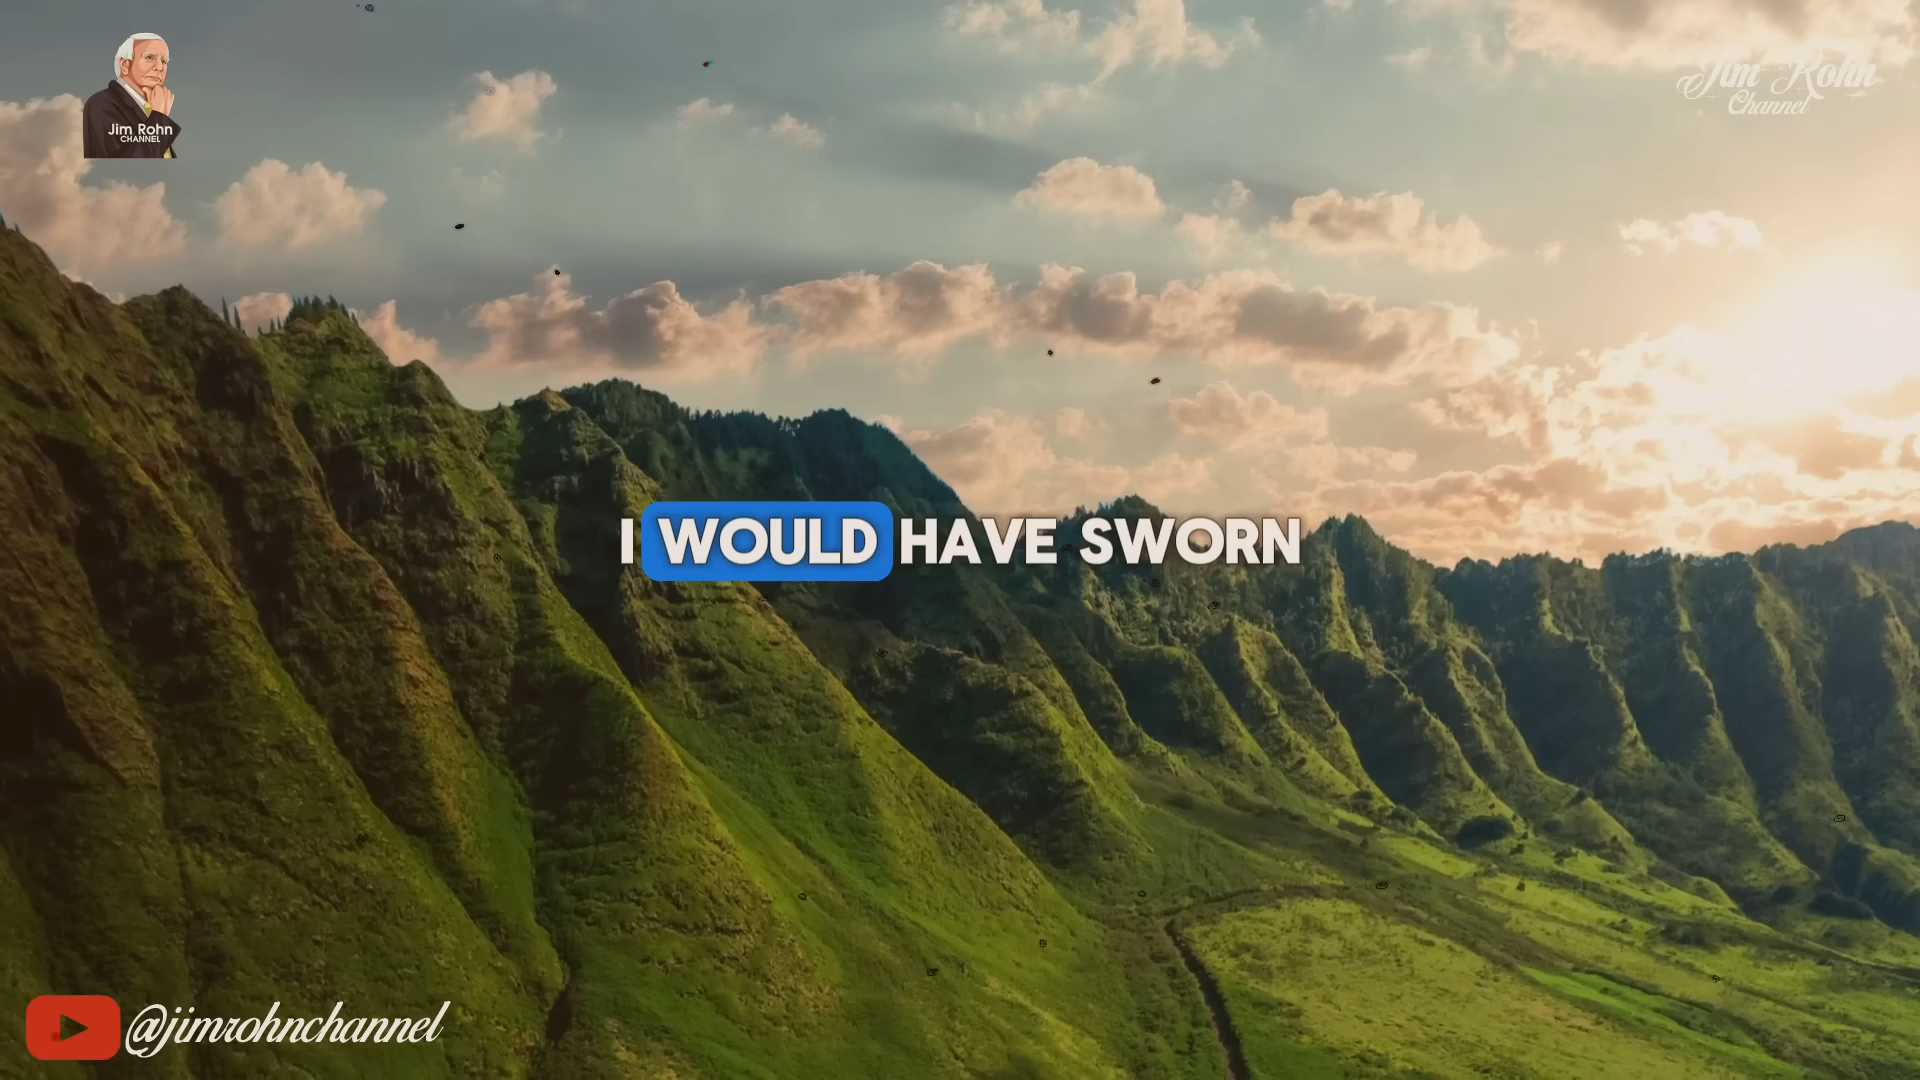 Jim Rohn
CHANNEL
Jim Rohn
Channel
I WOULD HAVE SWORN
@jimrohnchannel